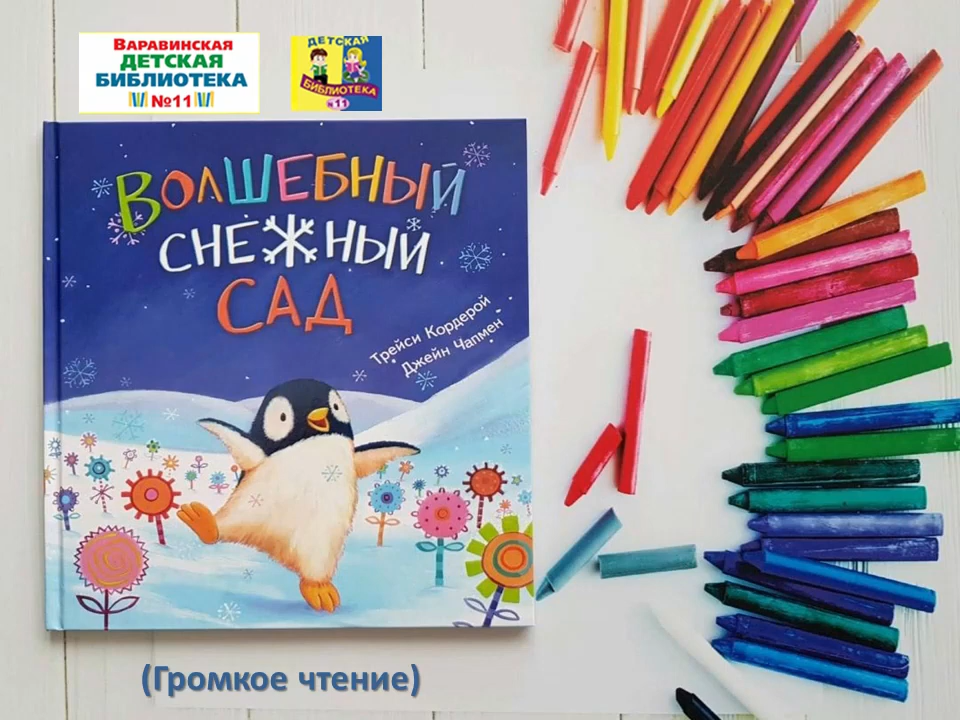 ВАРАВИНСКАЯ
ДЕТСКАЯ
БИБЛИОТЕКА
№11
ДЕТСКАЯ
БИБЛИОТЕКА
11
ВОЛШЕБНЫЙ
СНЕЖНЫЙ
САД
Трейси Кордерой
Джейн Чапмен
(Громкое чтение)